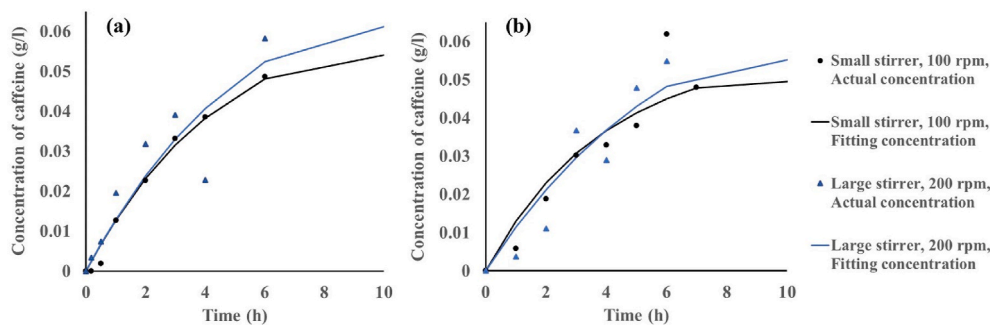 (a)
Concentration of caffeine (g/l)
0.06
0.05
0.04
0.03
0.02
0.01
0
0 2 4 6 8 10
Time (h)
(b)
Concentration of caffeine (g/l)
0.06
0.05
0.04
0.03
0.02
0.01
0
0 2 4 6 8 10
Time (h)
Small stirrer, 100 rpm,
Actual concentration
Small stirrer, 100 rpm,
Fitting concentration
Large stirrer, 200 rpm,
Actual concentration
Large stirrer, 200 rpm,
Fitting concentration